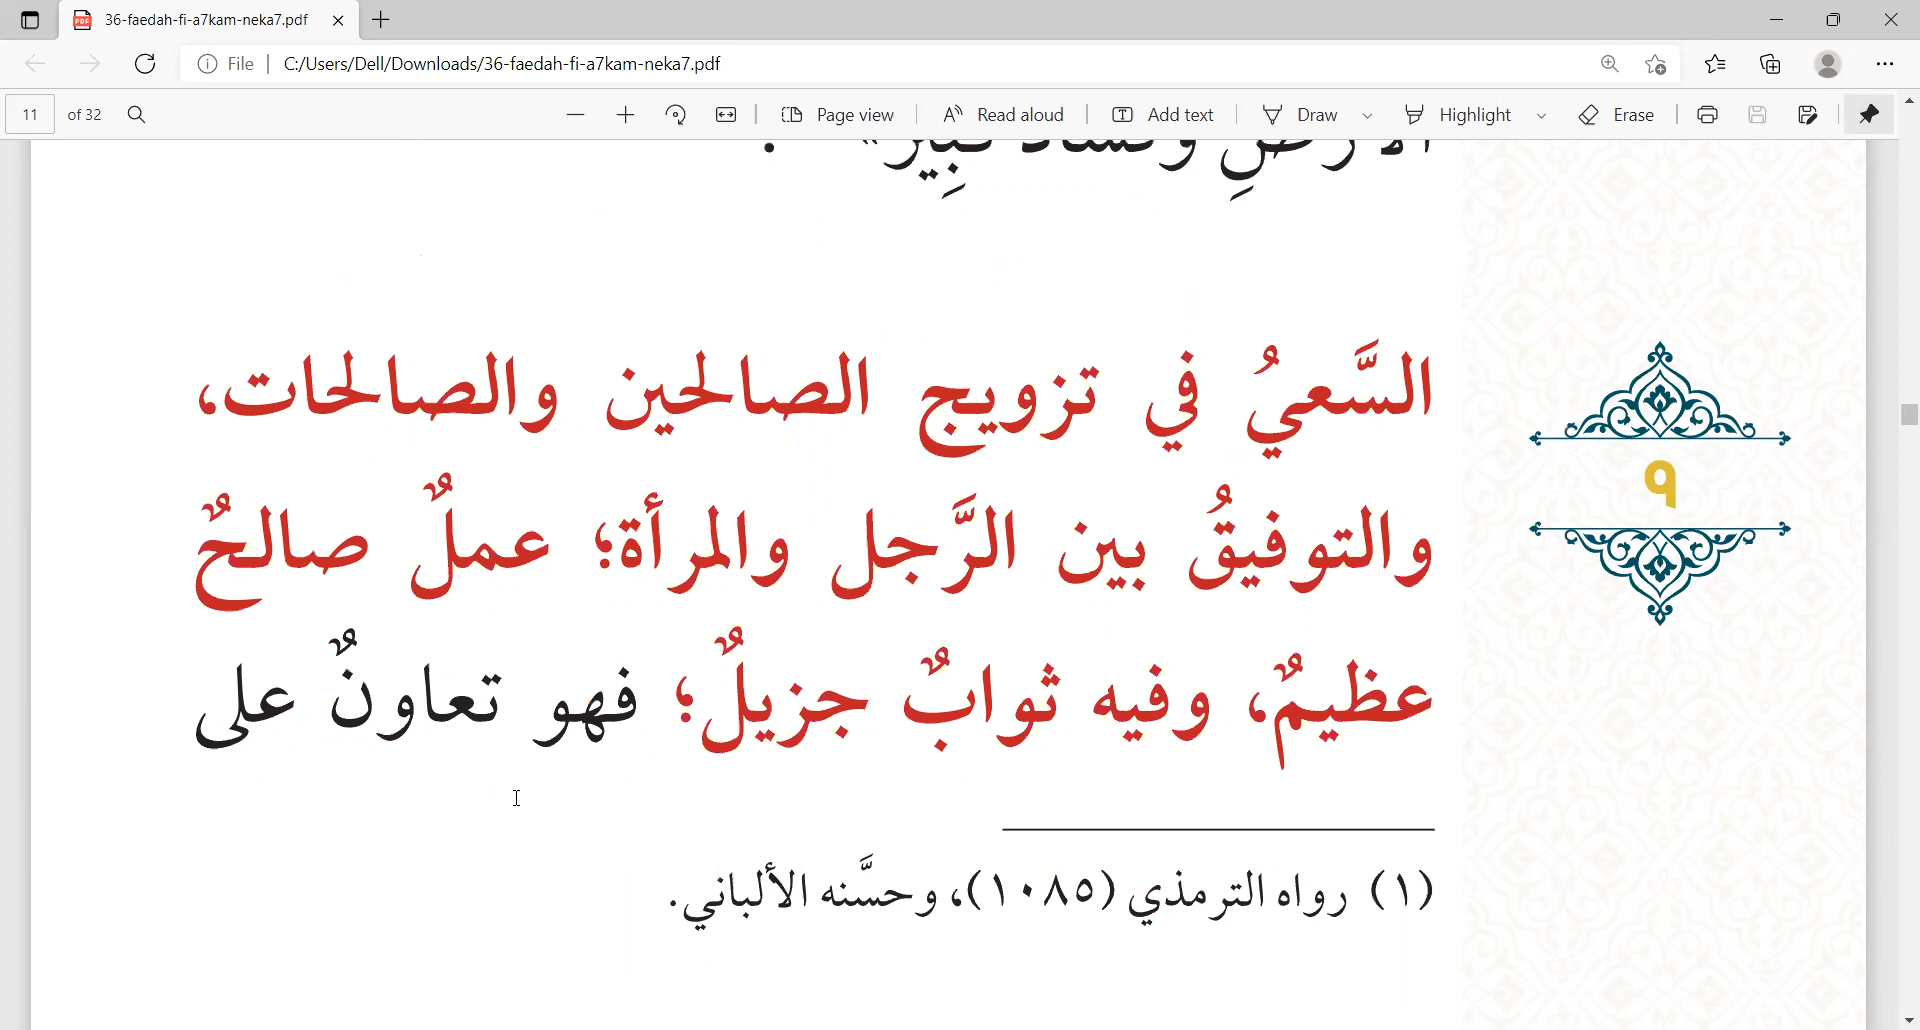 36-faedah-fi-a7kam-neka7.pdf
File C:/Users/Dell/Downloads/36-faedah-fi-a7kam-neka7.pdf
11 of 32 Page view Read aloud Add text Draw Highlight Erase
السَّعيُ في تزويج الصالحين والصالحات،
٩
والتوفيقُ بين الرَّجل والمرأة؛ عملٌ صالحٌ
عظيمٌ، وفيه ثوابٌ جزيلٌ؛ فهو تعاونٌ على
(١) رواه الترمذي (١٠٨٥)، وحسَّنه الألباني.